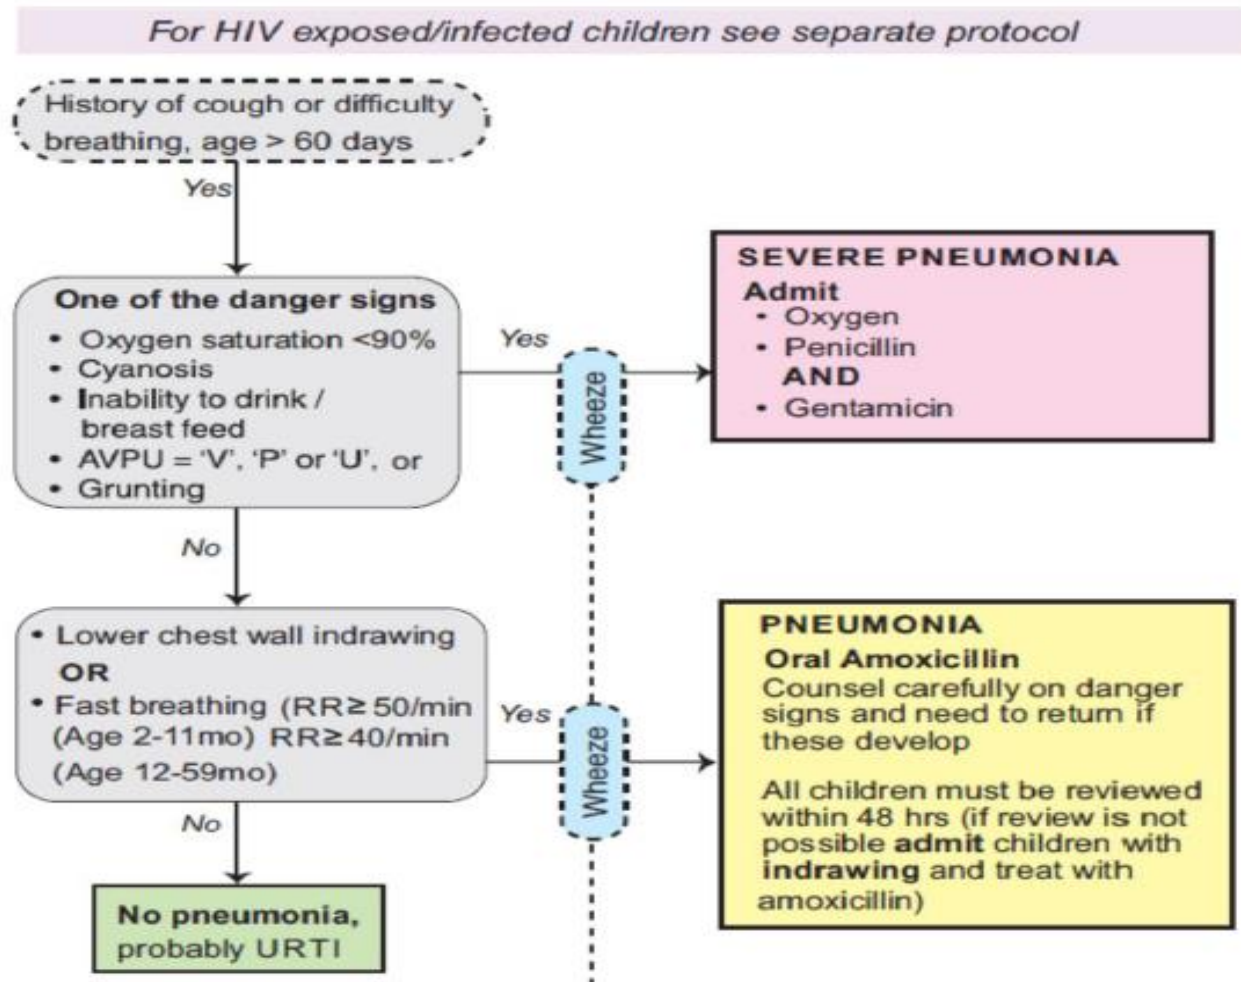 For HIV exposed/infected children see separate protocol
History of cough or difficulty
breathing, age > 60 days
Yes
One of the danger signs
• Oxygen saturation <90%
• Cyanosis
• Inability to drink /
breast feed
• AVPU = ‘V’, ‘P’ or ‘U’, or
• Grunting
Yes
Wheeze
SEVERE PNEUMONIA
Admit
• Oxygen
• Penicillin
AND
• Gentamicin
No
• Lower chest wall indrawing
OR
• Fast breathing (RR≥ 50/min
(Age 2-11mo) RR≥ 40/min
(Age 12-59mo)
Yes
Wheeze
PNEUMONIA
Oral Amoxicillin
Counsel carefully on danger
signs and need to return if
these develop
All children must be reviewed
within 48 hrs (if review is not
possible admit children with
indrawing and treat with
amoxicillin)
No
No pneumonia,
probably URTI